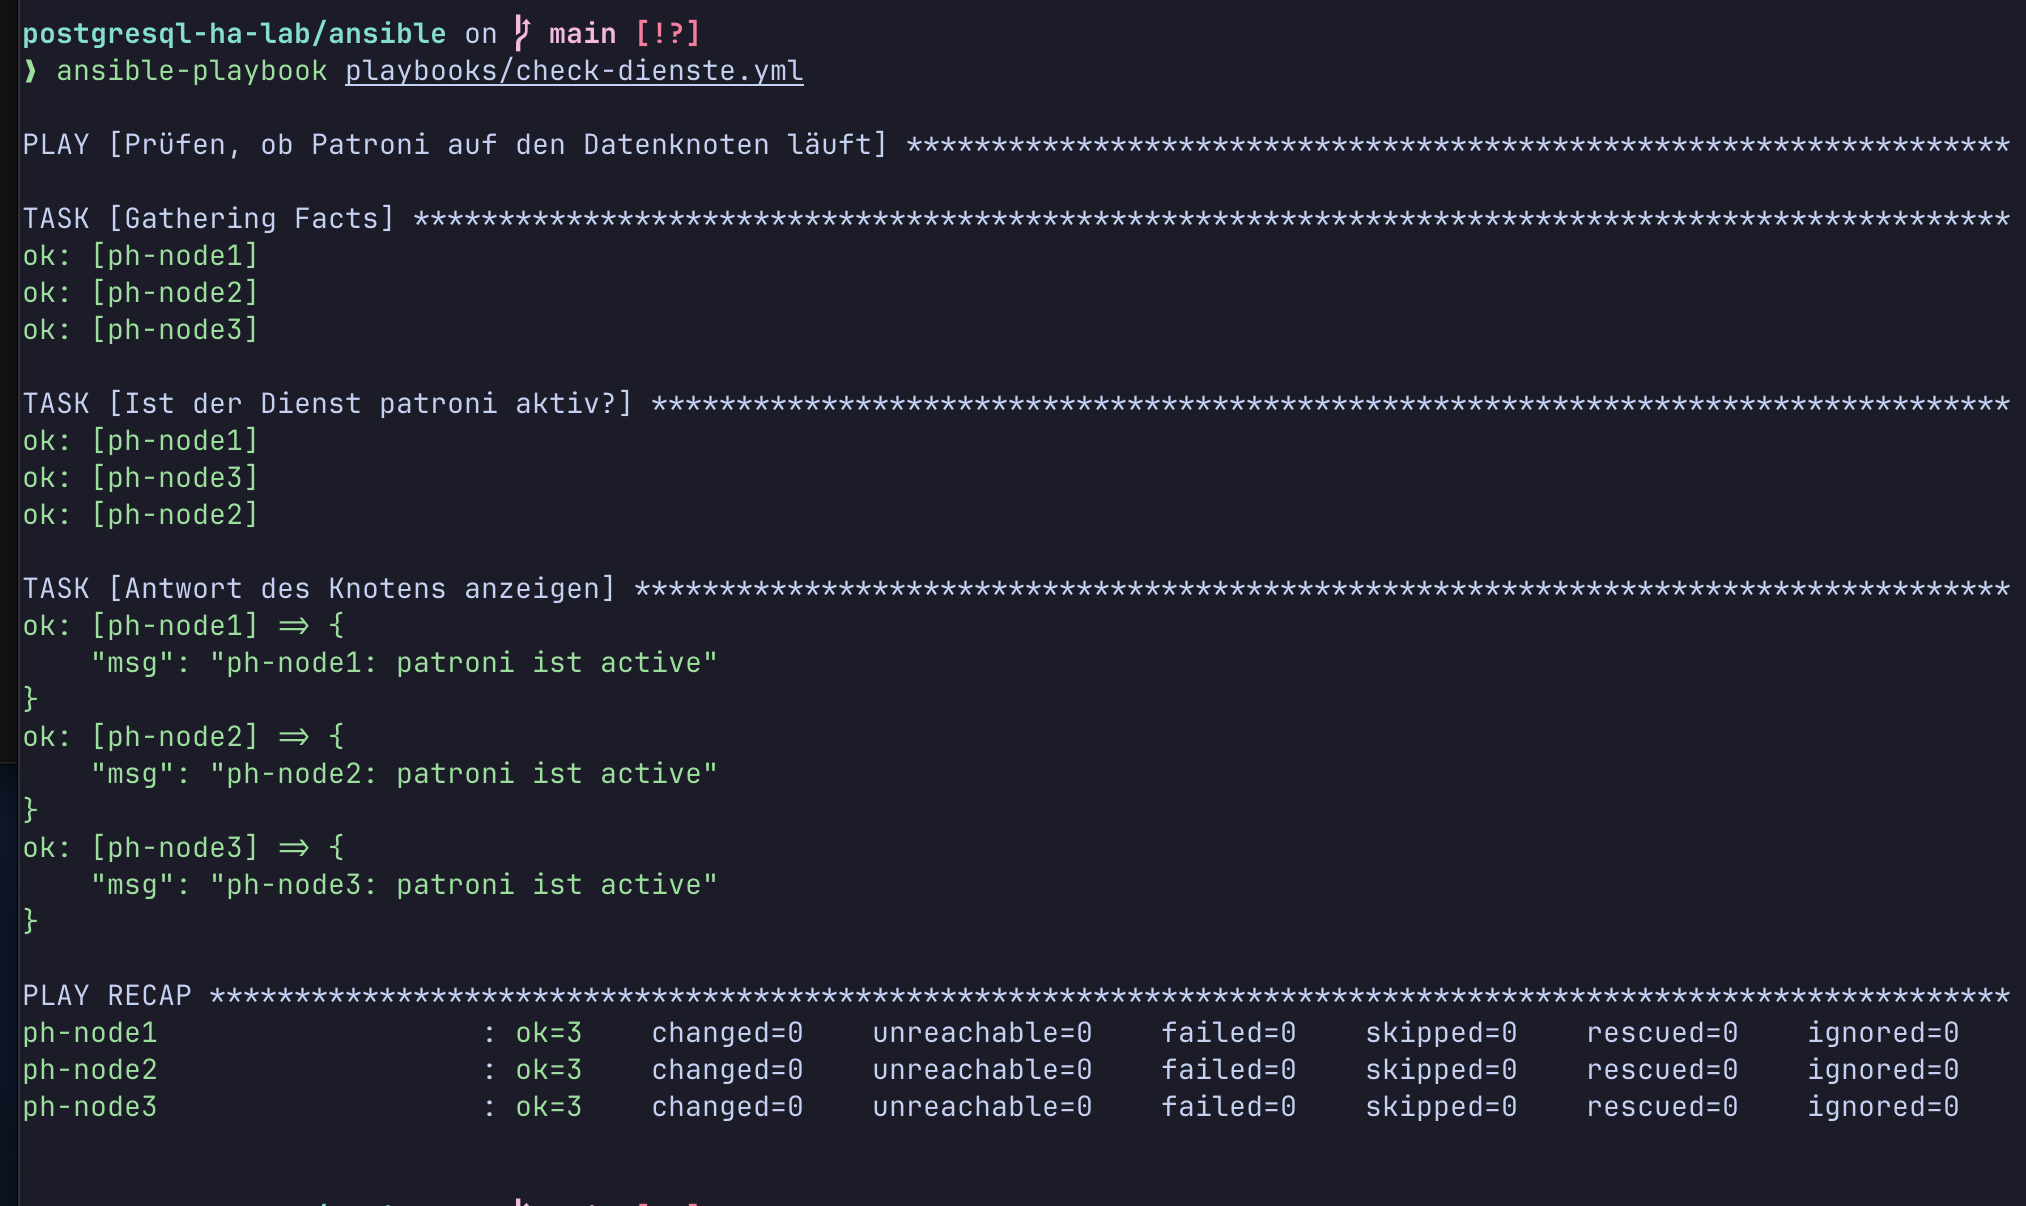 postgresql-ha-lab/ansible on main [!?]
❯ ansible-playbook playbooks/check-dienste.yml
PLAY [Prüfen, ob Patroni auf den Datenknoten läuft] *****************************************************************
TASK [Gathering Facts] **********************************************************************************************
ok: [ph-node1]
ok: [ph-node2]
ok: [ph-node3]
TASK [Ist der Dienst patroni aktiv?] ********************************************************************************
ok: [ph-node1]
ok: [ph-node3]
ok: [ph-node2]
TASK [Antwort des Knotens anzeigen] *********************************************************************************
ok: [ph-node1] => {
    "msg": "ph-node1: patroni ist active"
}
ok: [ph-node2] => {
    "msg": "ph-node2: patroni ist active"
}
ok: [ph-node3] => {
    "msg": "ph-node3: patroni ist active"
}
PLAY RECAP **********************************************************************************************************
ph-node1                   : ok=3    changed=0    unreachable=0    failed=0    skipped=0    rescued=0    ignored=0
ph-node2                   : ok=3    changed=0    unreachable=0    failed=0    skipped=0    rescued=0    ignored=0
ph-node3                   : ok=3    changed=0    unreachable=0    failed=0    skipped=0    rescued=0    ignored=0